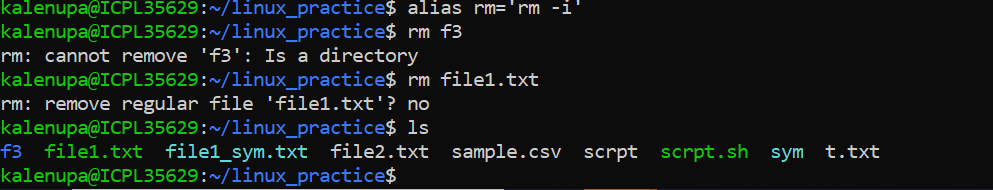 kalenupa@ICPL35629:~/linux_practice$ alias rm='rm -i'
kalenupa@ICPL35629:~/linux_practice$ rm f3
rm: cannot remove 'f3': Is a directory
kalenupa@ICPL35629:~/linux_practice$ rm file1.txt
rm: remove regular file 'file1.txt'? no
kalenupa@ICPL35629:~/linux_practice$ ls
f3  file1.txt  file1_sym.txt  file2.txt  sample.csv  scrpt  scrpt.sh  sym  t.txt
kalenupa@ICPL35629:~/linux_practice$